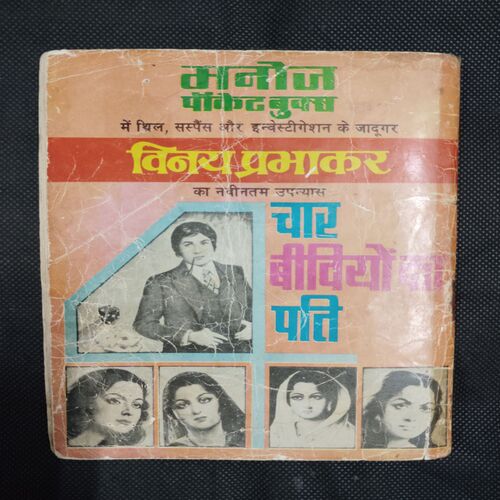 मनोज
पॉकेट बुक्स
में थ्रिल, सस्पैंस और इन्वेस्टीगेशन के जादूगर
विनय प्रभाकर
का नवीनतम उपन्यास
चार
बीवियों का
पति